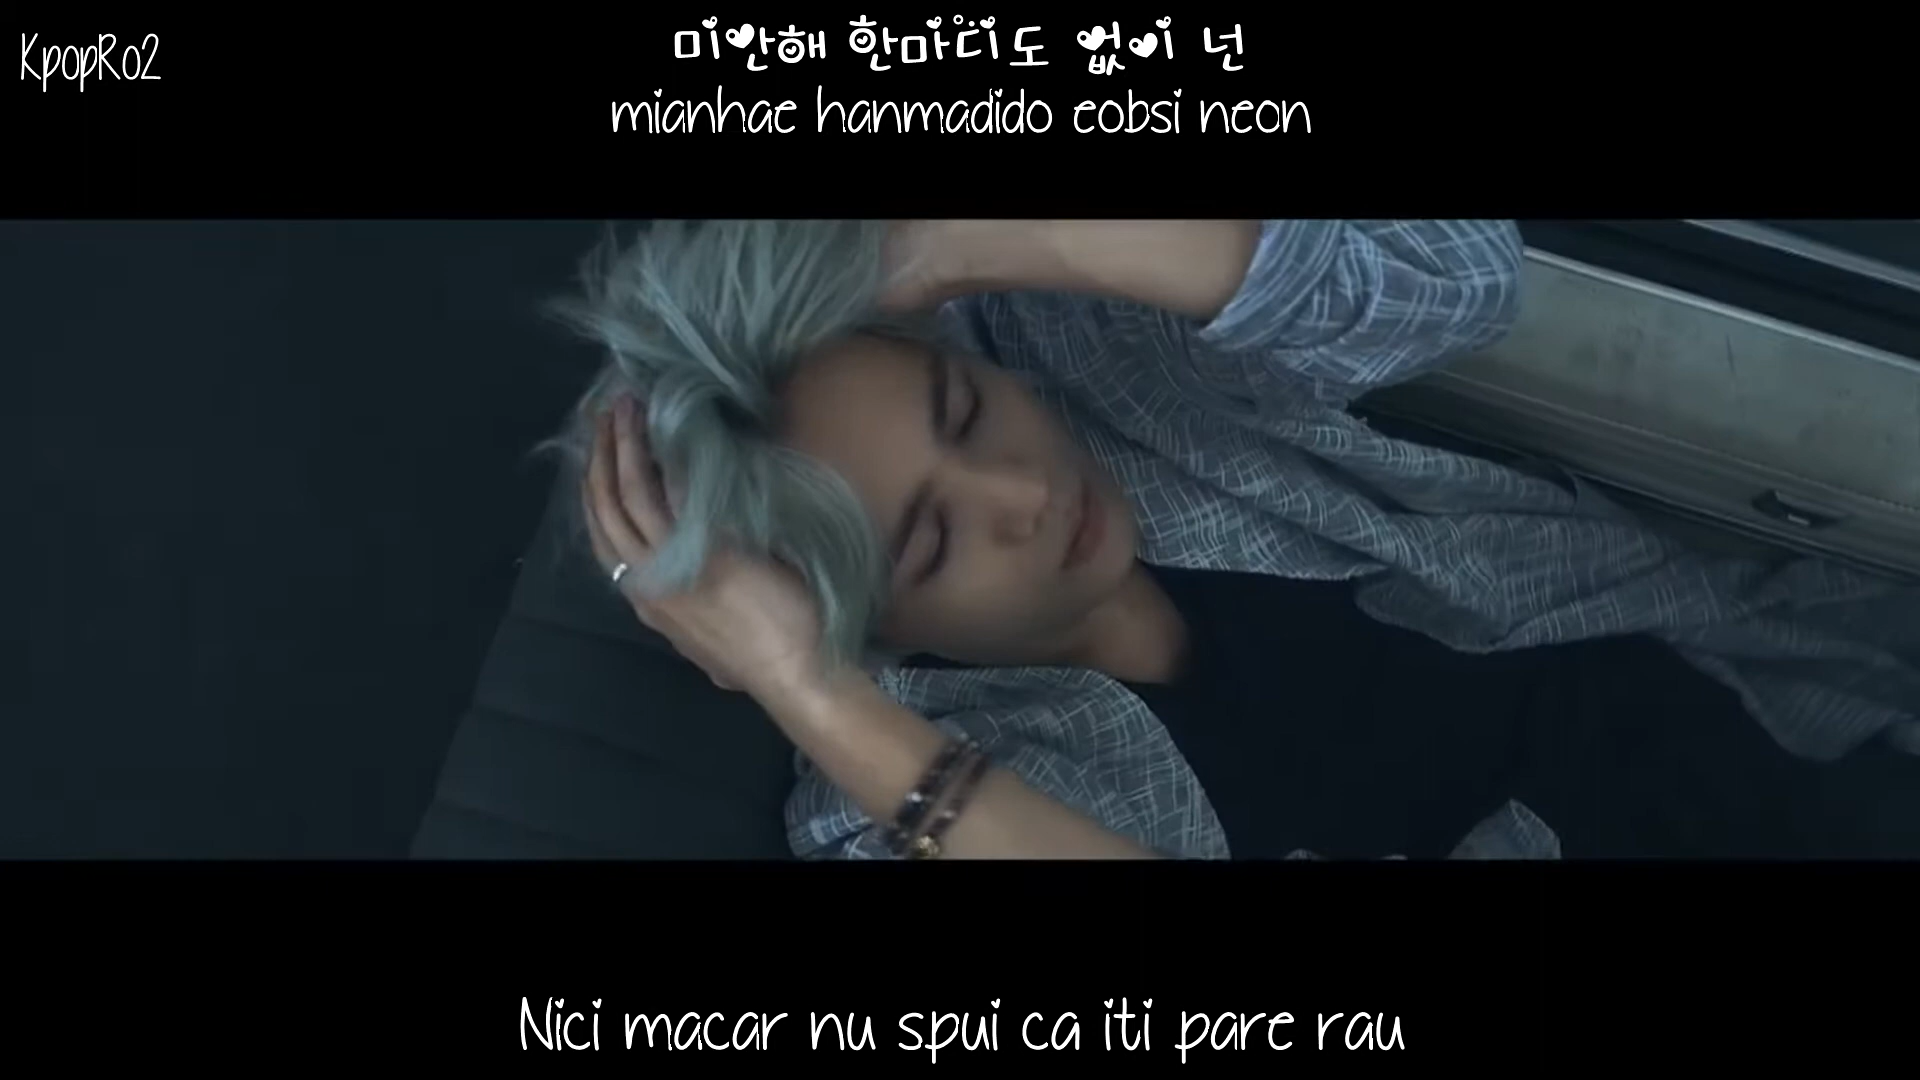 KpopRo2
미안해 한마디도 없이 넌
mianhae hanmadido eobsi neon
Nici macar nu spui ca iti pare rau